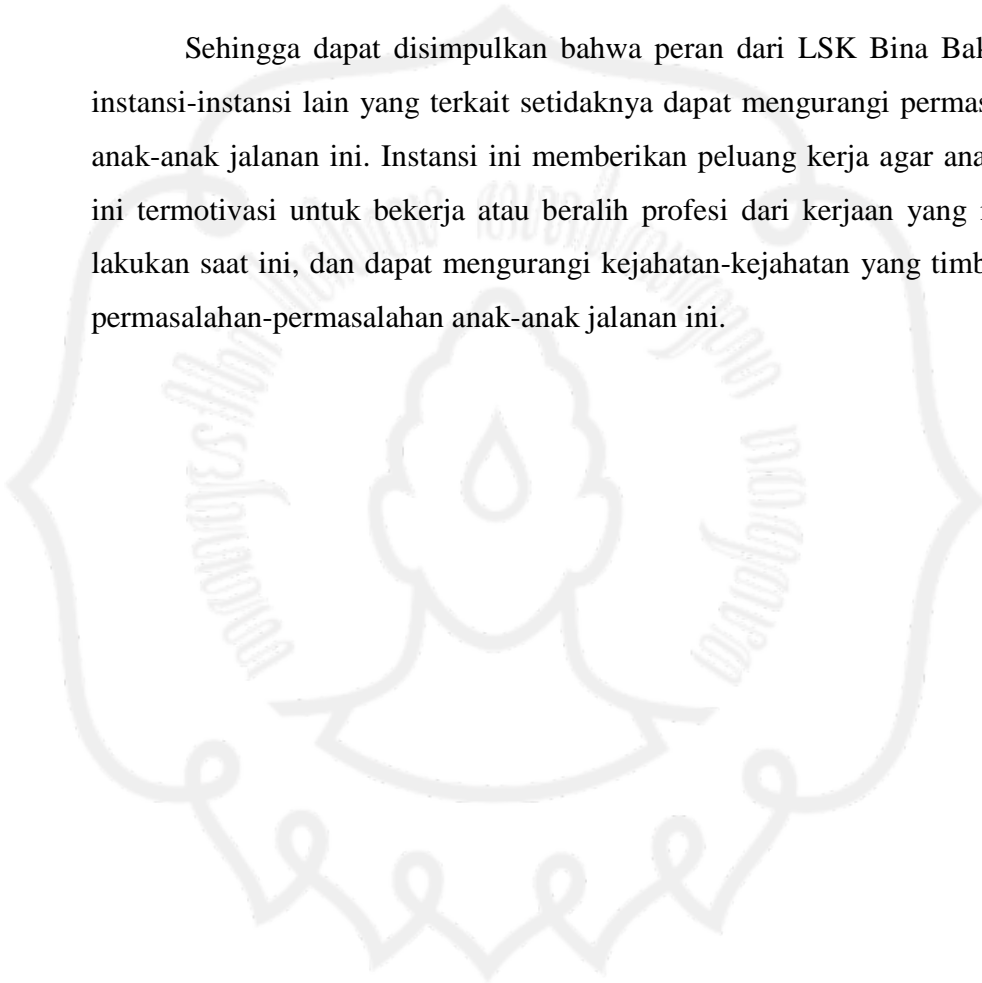 Sehingga dapat disimpulkan bahwa peran dari LSK Bina
instansi-instansi lain yang terkait setidaknya dapat mengurangi
anak-anak jalanan ini. Instansi ini memberikan peluang kerja agar
ini termotivasi untuk bekerja atau beralih profesi dari kerjaan yang
lakukan saat ini, dan dapat mengurangi kejahatan-kejahatan yang
permasalahan-permasalahan anak-anak jalanan ini.